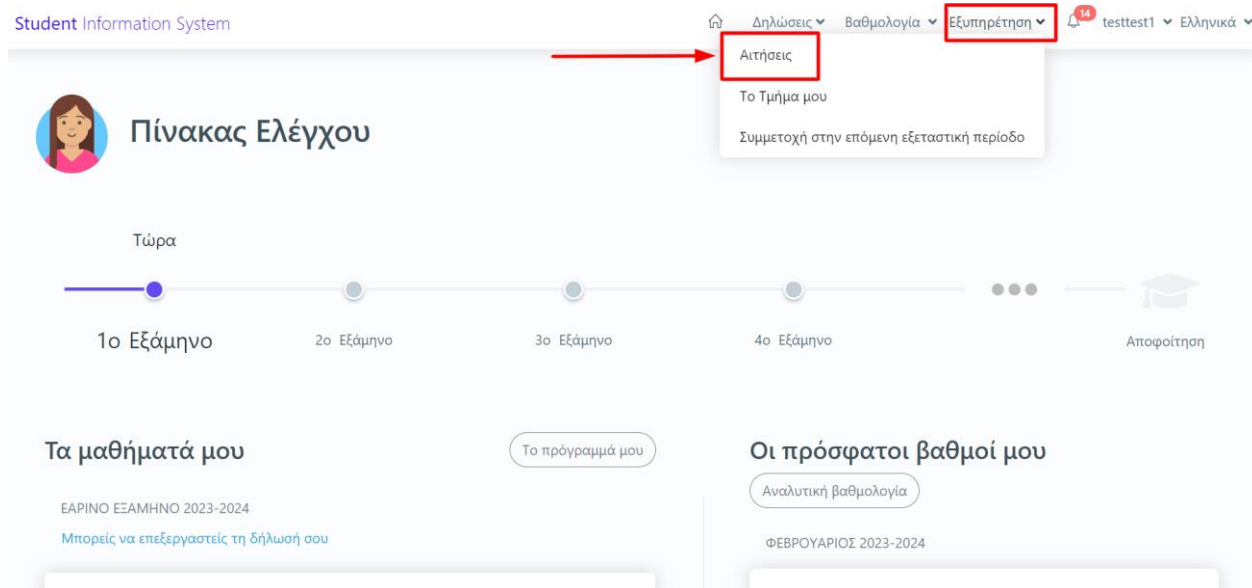 Student Information System
Δηλώσεις Βαθμολογία Εξυπηρέτηση 14 testtest1 Ελληνικά
Αιτήσεις
Το Τμήμα μου
Συμμετοχή στην επόμενη εξεταστική περίοδο
Πίνακας Ελέγχου
Τώρα
1ο Εξάμηνο
2ο Εξάμηνο
3ο Εξάμηνο
4ο Εξάμηνο
Αποφοίτηση
Τα μαθήματά μου
Το πρόγραμμά μου
ΕΑΡΙΝΟ ΕΞΑΜΗΝΟ 2023-2024
Μπορείς να επεξεργαστείς τη δήλωσή σου
Οι πρόσφατοι βαθμοί μου
Αναλυτική βαθμολογία
ΦΕΒΡΟΥΑΡΙΟΣ 2023-2024